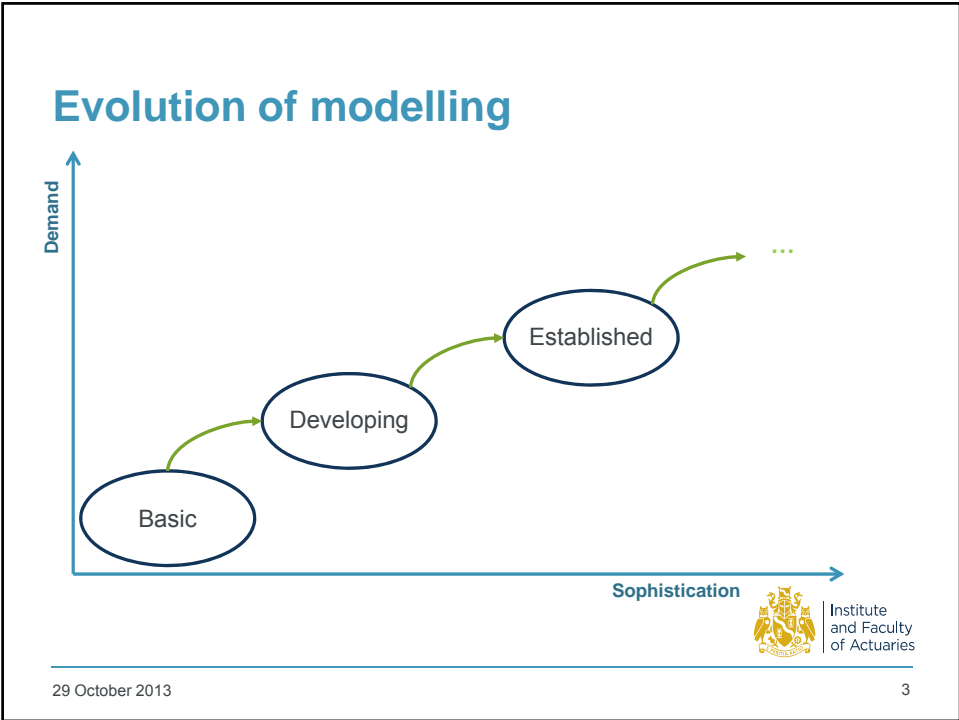 Evolution of modelling
Demand
...
Established
Developing
Basic
Sophistication
Institute
and Faculty
of Actuaries
29 October 2013
3